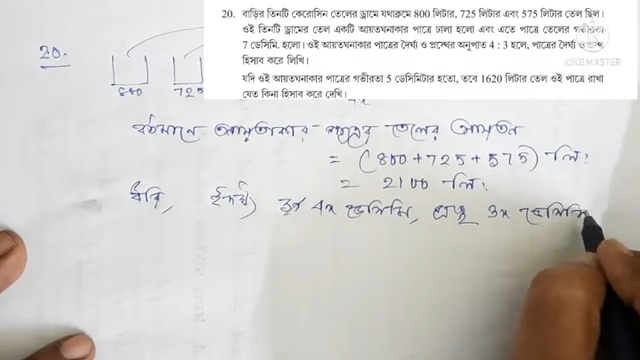 20. বাড়ির তিনটি কেরোসিন তেলের ড্রামে যথাক্রমে 800 লিটার, 725 লিটার এবং 575 লিটার তেল ছিল।
ওই তিনটি ড্রামের তেল একটি আয়তঘনাকার পাত্রে ঢালা হলো এবং এতে পাত্রে তেলের গভীরতা
7 ডেসিমি. হলো। ওই আয়তঘনাকার পাত্রের দৈর্ঘ্য ও প্রস্থের অনুপাত 4 : 3 হলে, পাত্রের দৈর্ঘ্য ও প্রস্থ
হিসাব করে লিখি।
যদি ওই আয়তঘনাকার পাত্রের গভীরতা 5 ডেসিমিটার হতো, তবে 1620 লিটার তেল ওই পাত্রে রাখা
যেত কিনা হিসাব করে দেখি।
KINEMASTER
20.
800 725
বর্তমানে আয়তাকার পাত্রের তেলের আয়তন
= (800+725+575) লি.
= 2100 লি.
ধরি, দৈর্ঘ্য 4x ডেসিমি, প্রস্থ 3x ডেসিমি